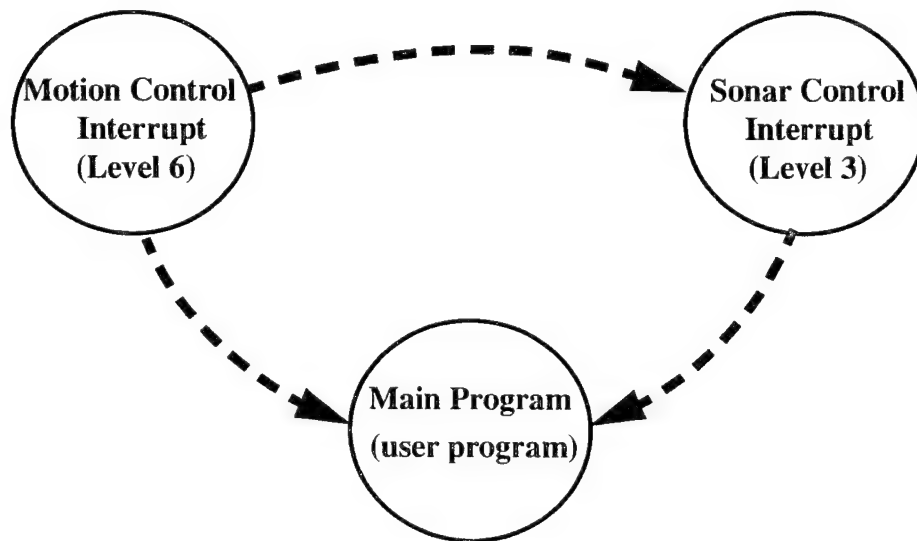 Motion Control
Interrupt
(Level 6)
Sonar Control
Interrupt
(Level 3)
Main Program
(user program)